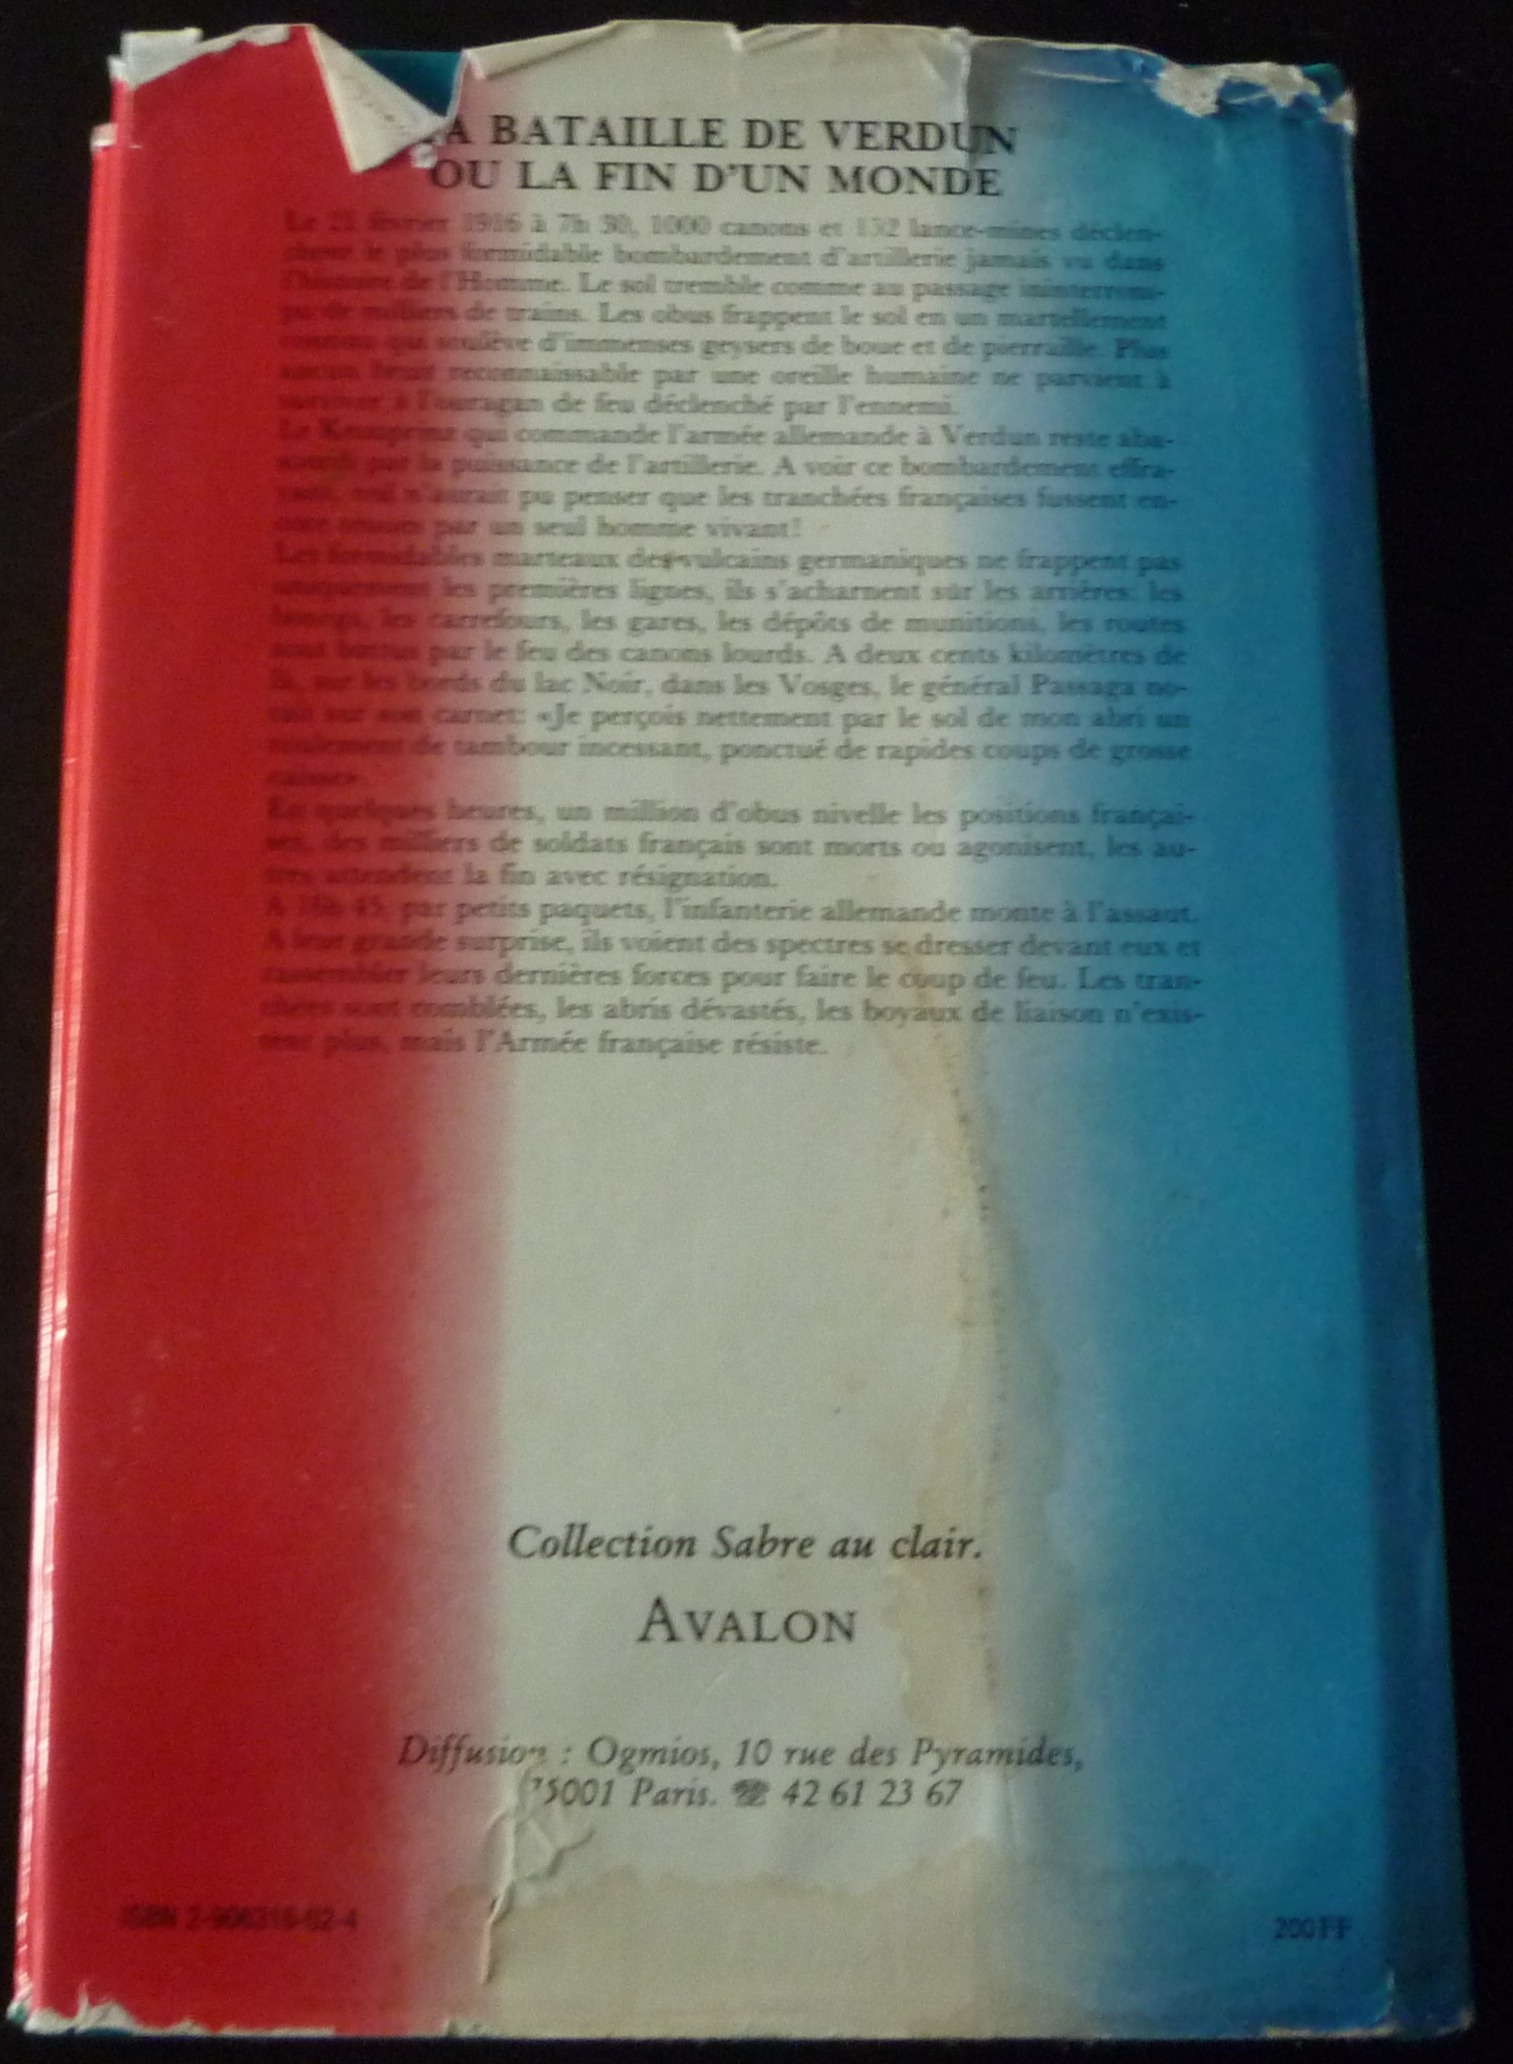 LA BATAILLE DE VERDUN
OU LA FIN D'UN MONDE
Le 21 février 1916 à 7h 30, 1000 canons et 132 lance-mines déclen-
chent le plus formidable bombardement d'artillerie jamais vu dans
l'histoire de l'Homme. Le sol tremble comme au passage ininterrom-
pu de milliers de trains. Les obus frappent le sol en un martellement
continu qui soulève d'immenses geysers de boue et de pierraille. Plus
aucun bruit reconnaissable par une oreille humaine ne parvient à
survivre à l'ouragan de feu déclenché par l'ennemi.
Le Kronprinz qui commande l'armée allemande à Verdun reste aba-
sourdi par la puissance de l'artillerie. A voir ce bombardement effra-
yant, nul n'aurait pu penser que les tranchées françaises fussent en-
core tenues par un seul homme vivant!
Les formidables marteaux des vulcains germaniques ne frappent pas
uniquement les premières lignes, ils s'acharnent sur les arrières: les
bourgs, les carrefours, les gares, les dépôts de munitions, les routes
sont battus par le feu des canons lourds. A deux cents kilomètres de
là, sur les bords du lac Noir, dans les Vosges, le général Passaga no-
tait sur son carnet: «Je perçois nettement par le sol de mon abri un
roulement de tambour incessant, ponctué de rapides coups de grosse
caisse»
En quelques heures, un million d'obus nivelle les positions françai-
ses, des milliers de soldats français sont morts ou agonisent, les au-
tres attendent la fin avec résignation.
A 16h 45, par petits paquets, l'infanterie allemande monte à l'assaut.
A leur grande surprise, ils voient des spectres se dresser devant eux et
rassembler leurs dernières forces pour faire le coup de feu. Les tran-
chées sont comblées, les abris dévastés, les boyaux de liaison n'exis-
tent plus, mais l'Armée française résiste.
Collection Sabre au clair.
AVALON
Diffusion : Ogmios, 10 rue des Pyramides,
75001 Paris. ☎ 42 61 23 67
ISBN 2-906316-02-4
200 FF